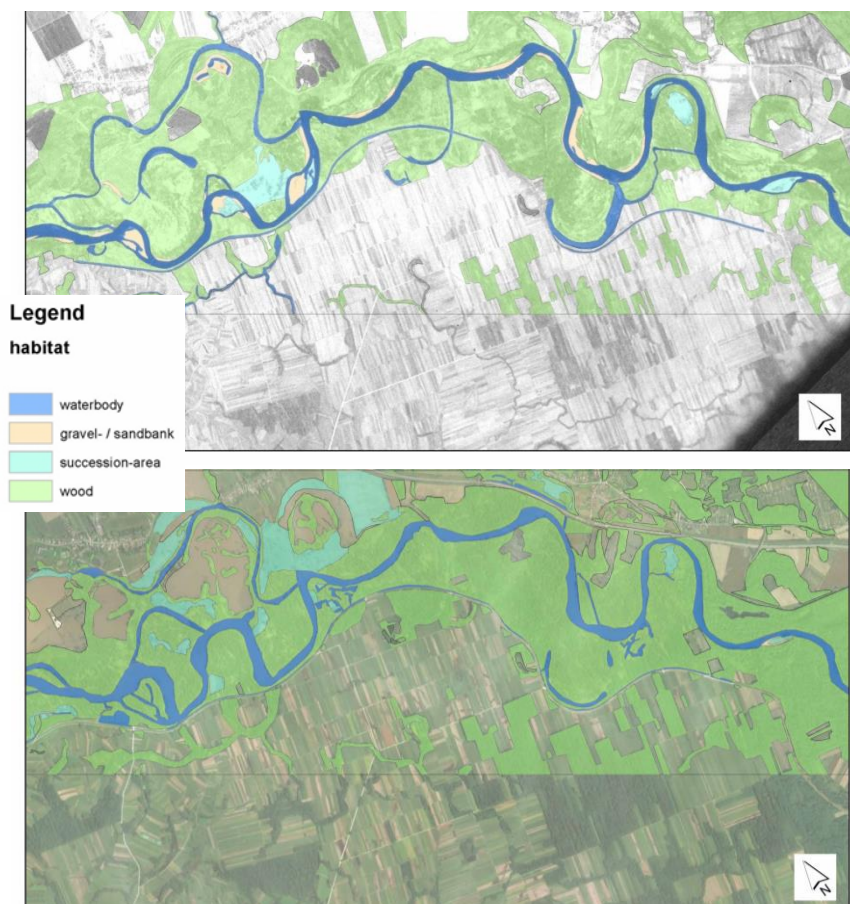 Legend
habitat
waterbody
gravel- / sandbank
succession-area
wood
N
N